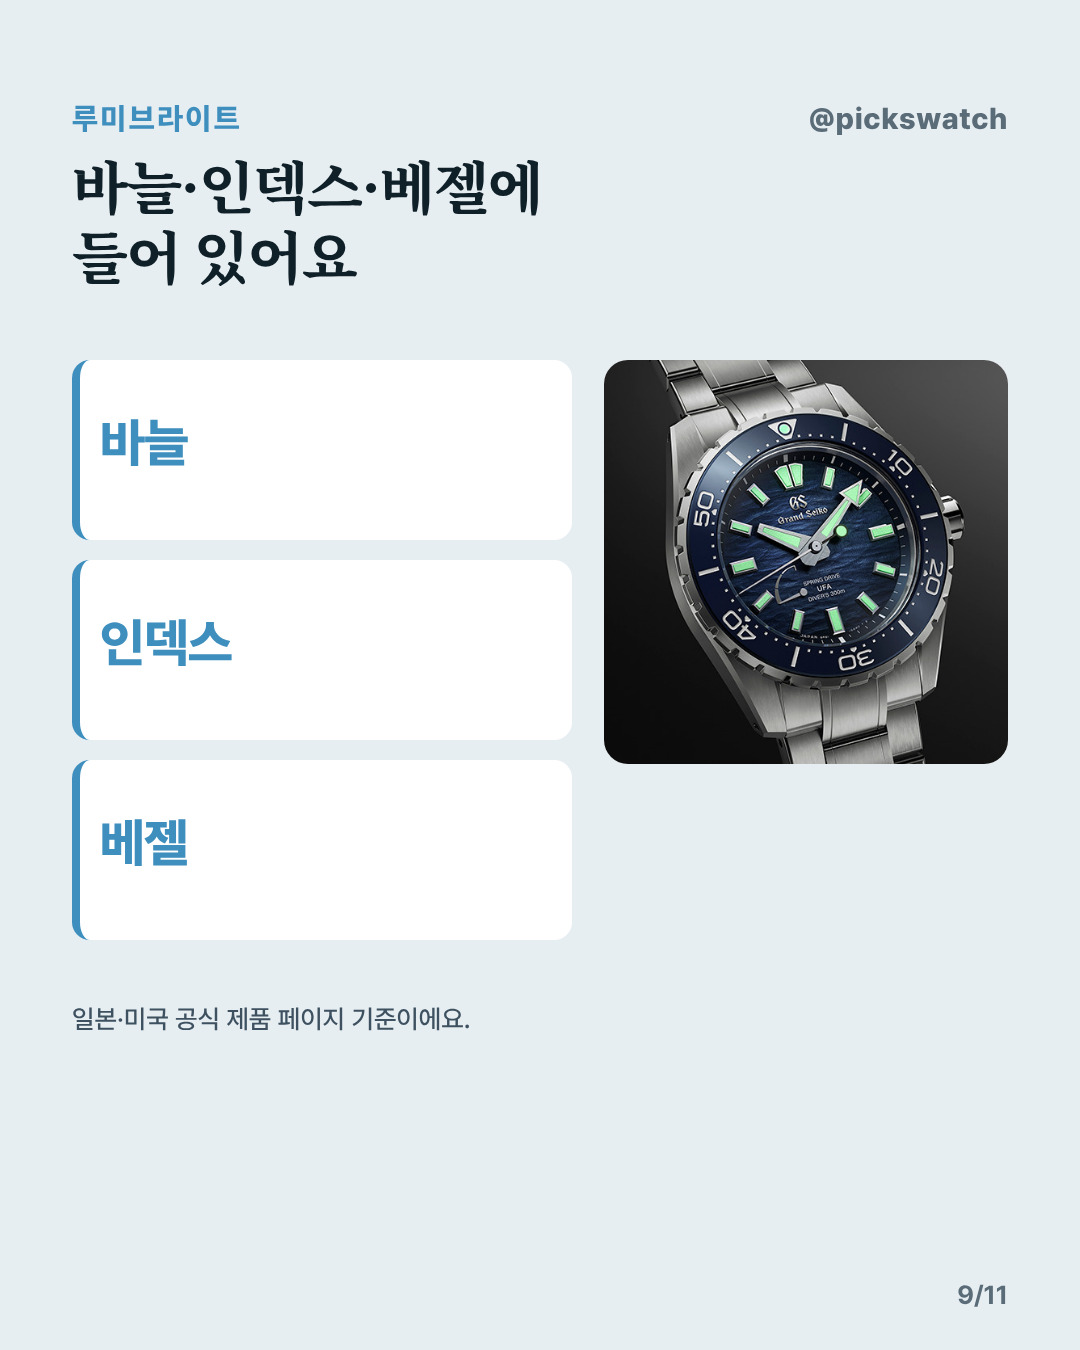 루미브라이트
@pickswatch
바늘·인덱스·베젤에
들어 있어요
바늘
인덱스
베젤
10
20
30
40
50
GS
Grand Seiko
SPRING DRIVE
UFA
DIVER'S 300m
일본·미국 공식 제품 페이지 기준이에요.
9/11